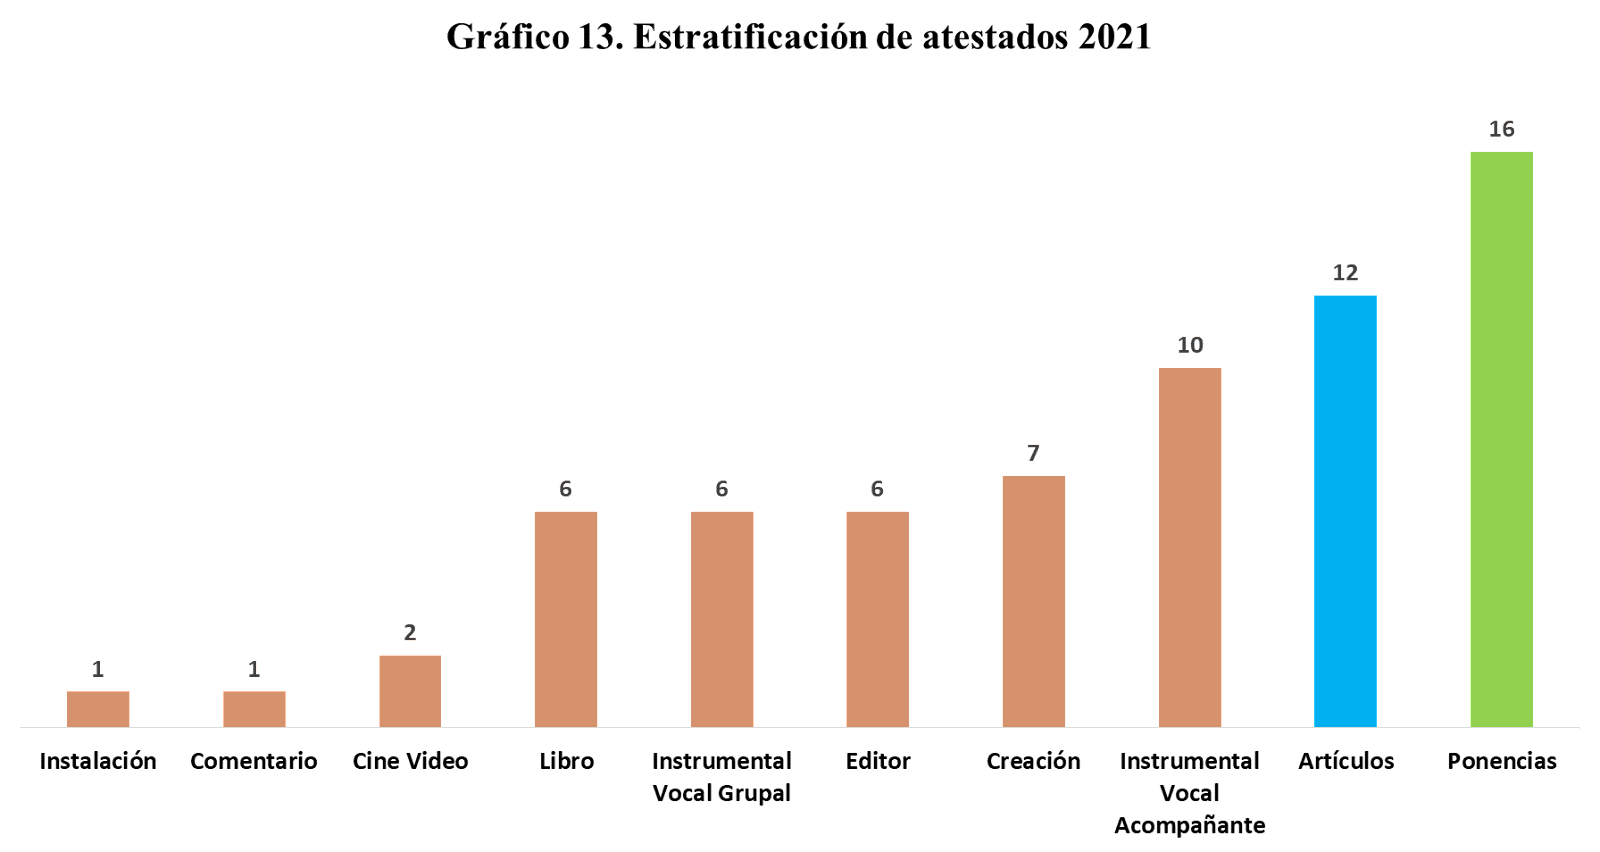 Gráfico 13. Estratificación de atestados 2021
16
12
10
7
6
6
6
2
1
1
Instalación
Comentario
Cine Video
Libro
Instrumental
Vocal Grupal
Editor
Creación
Instrumental
Vocal
Acompañante
Artículos
Ponencias